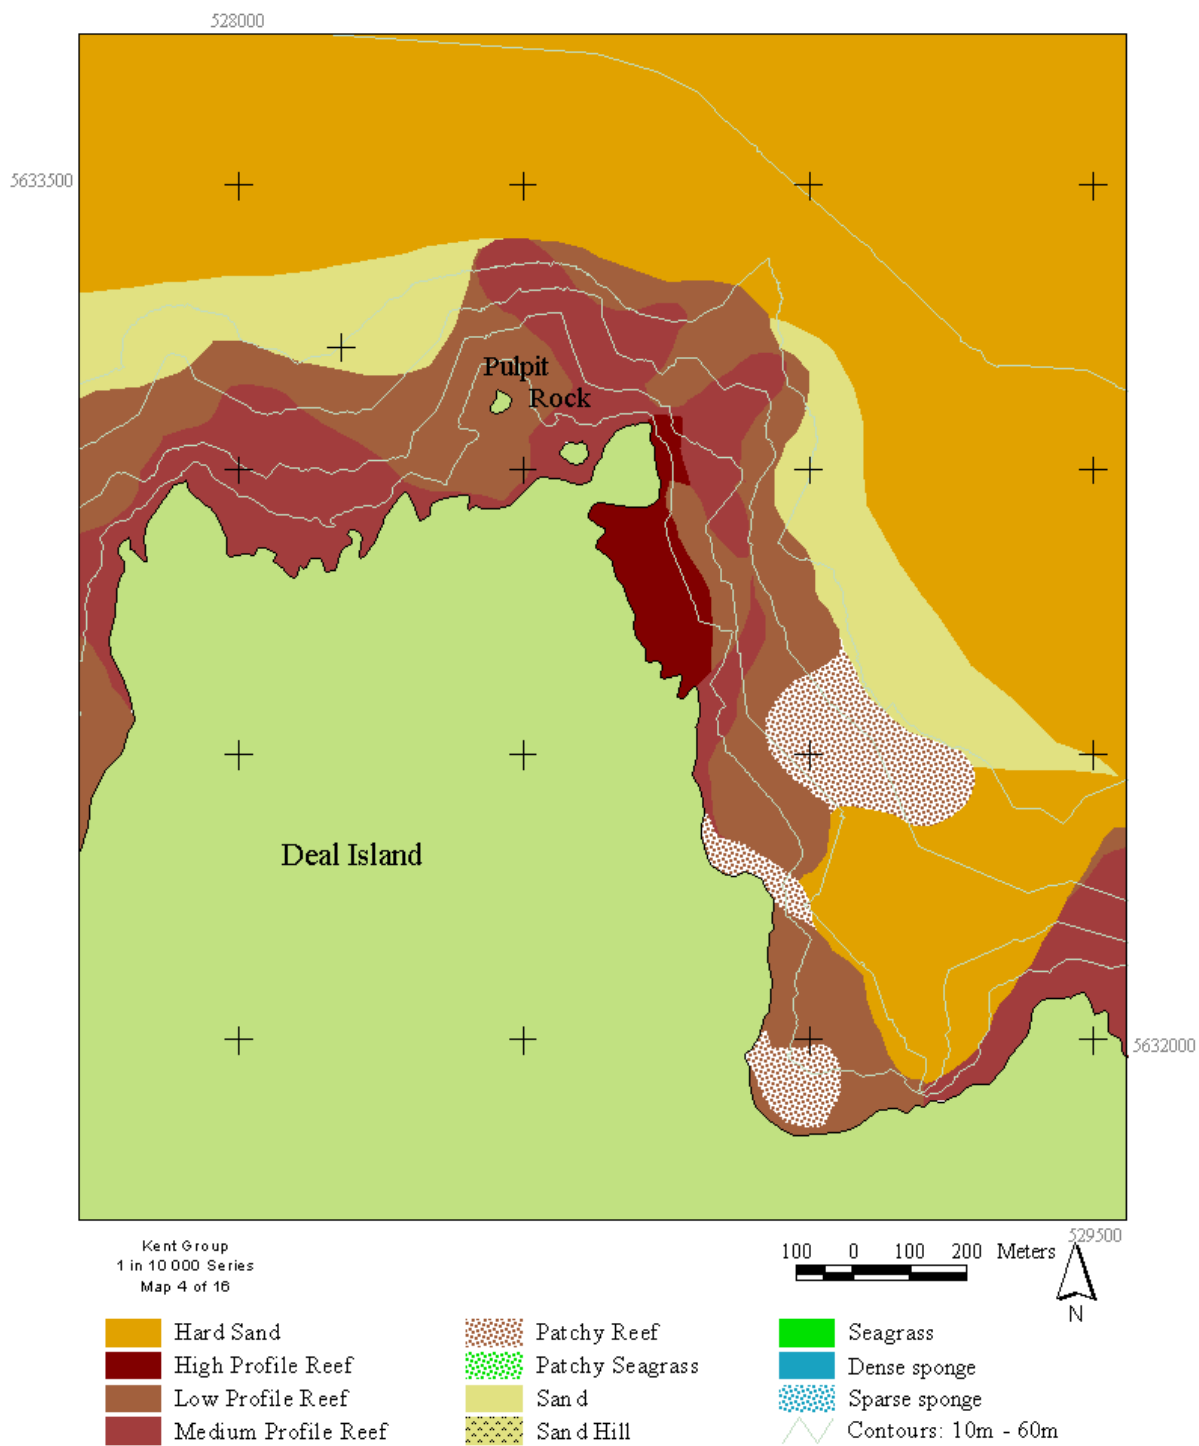 528000
5633500
Pulpit
Rock
Deal Island
5632000
529500
Kent Group
1 in 10 000 Series
Map 4 of 16
100 0 100 200 Meters
N
Hard Sand
High Profile Reef
Low Profile Reef
Medium Profile Reef
Patchy Reef
Patchy Seagrass
Sand
Sand Hill
Seagrass
Dense sponge
Sparse sponge
Contours: 10m - 60m